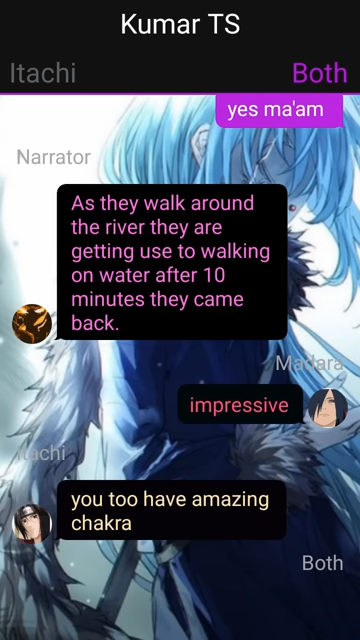 Kumar TS
Itachi
Both
yes ma'am
Narrator
As they walk around
the river they are
getting use to walking
on water after 10
minutes they came
back.
Madara
impressive
Itachi
you too have amazing
chakra
Both